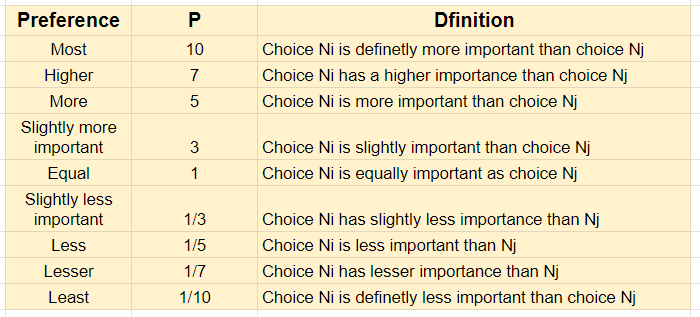 Preference P Dfinition
Most 10 Choice Ni is definetly more important than choice Nj
Higher 7 Choice Ni has a higher importance than choice Nj
More 5 Choice Ni is more important than choice Nj
Slightly more
important 3 Choice Ni is slightly important than choice Nj
Equal 1 Choice Ni is equally important as choice Nj
Slightly less
important 1/3 Choice Ni has slightly less importance than Nj
Less 1/5 Choice Ni is less important than Nj
Lesser 1/7 Choice Ni has lesser importance than Nj
Least 1/10 Choice Ni is definetly less important than choice Nj